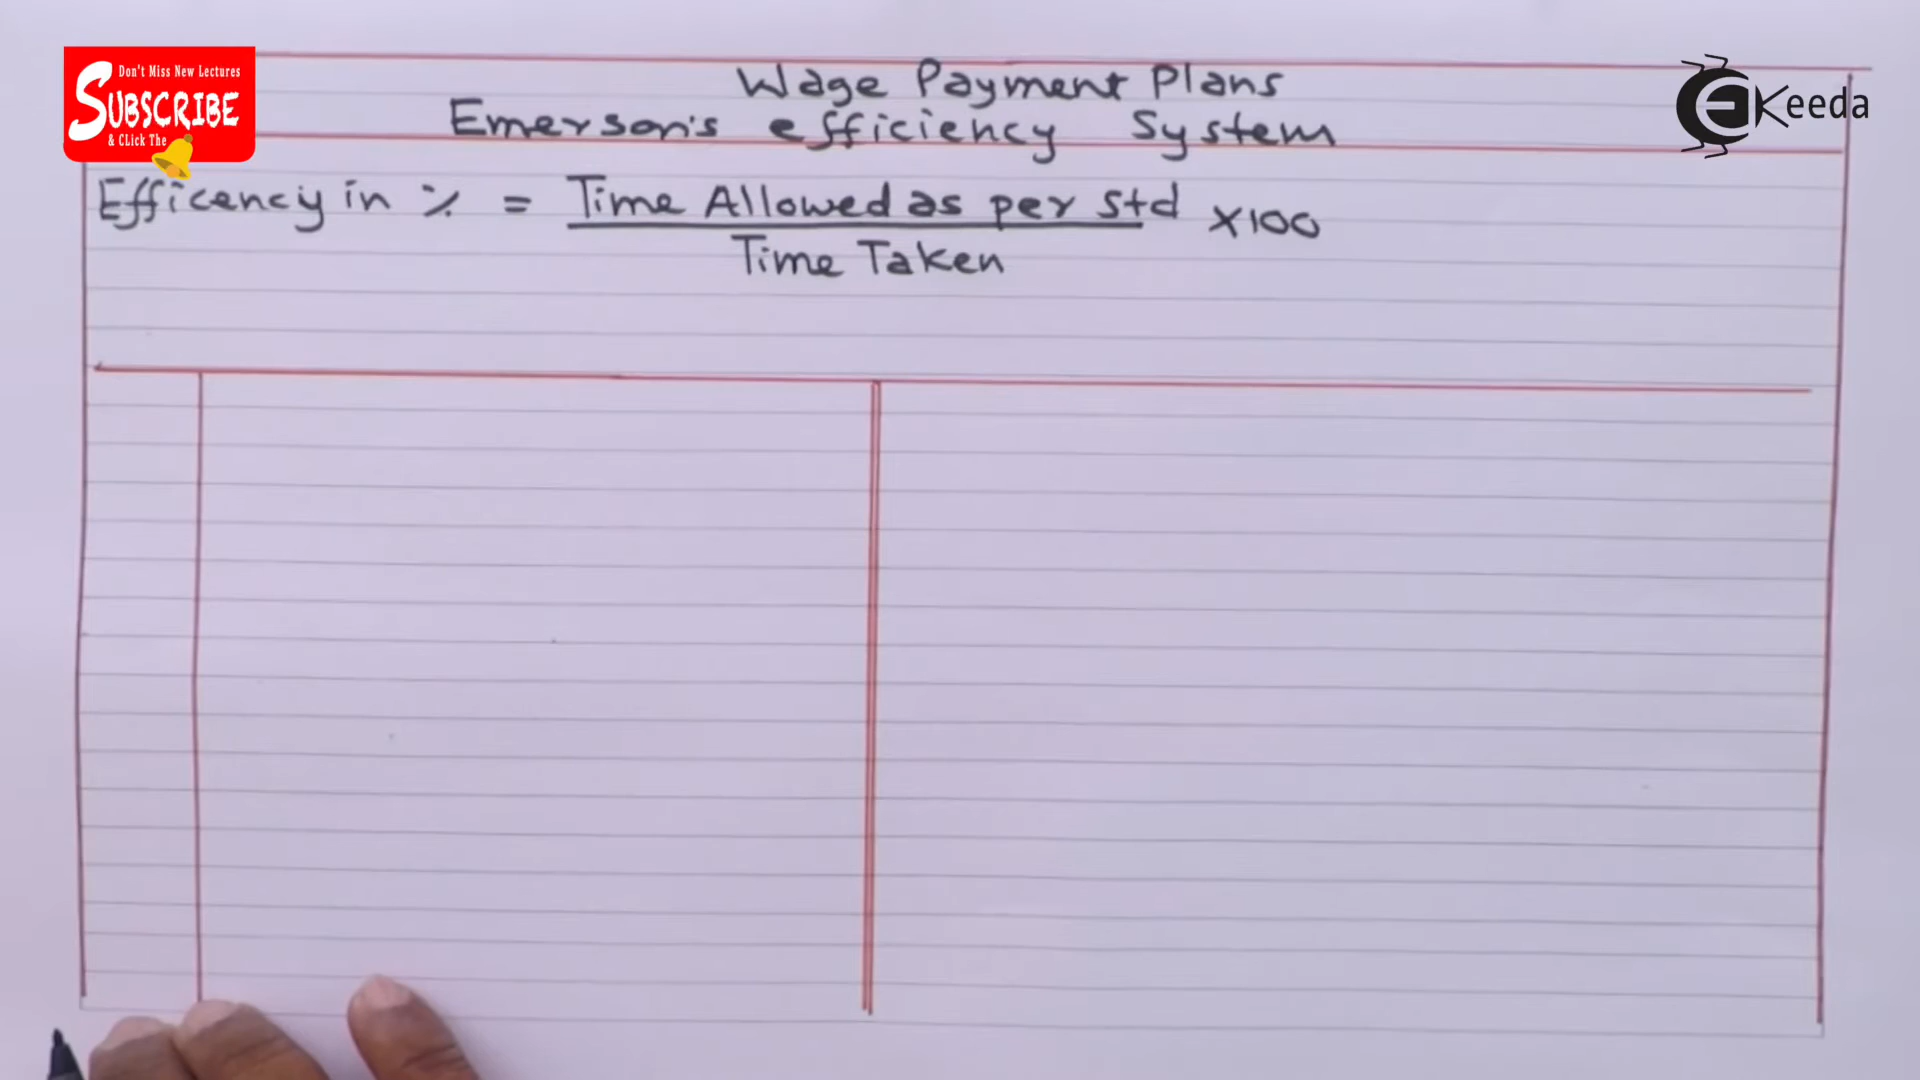 Don't Miss New Lectures
SUBSCRIBE
& CLick The
Wage Payment Plans
Emerson's efficiency System
Efficency in % = Time Allowed as per Std X100
Time Taken
eKeeda